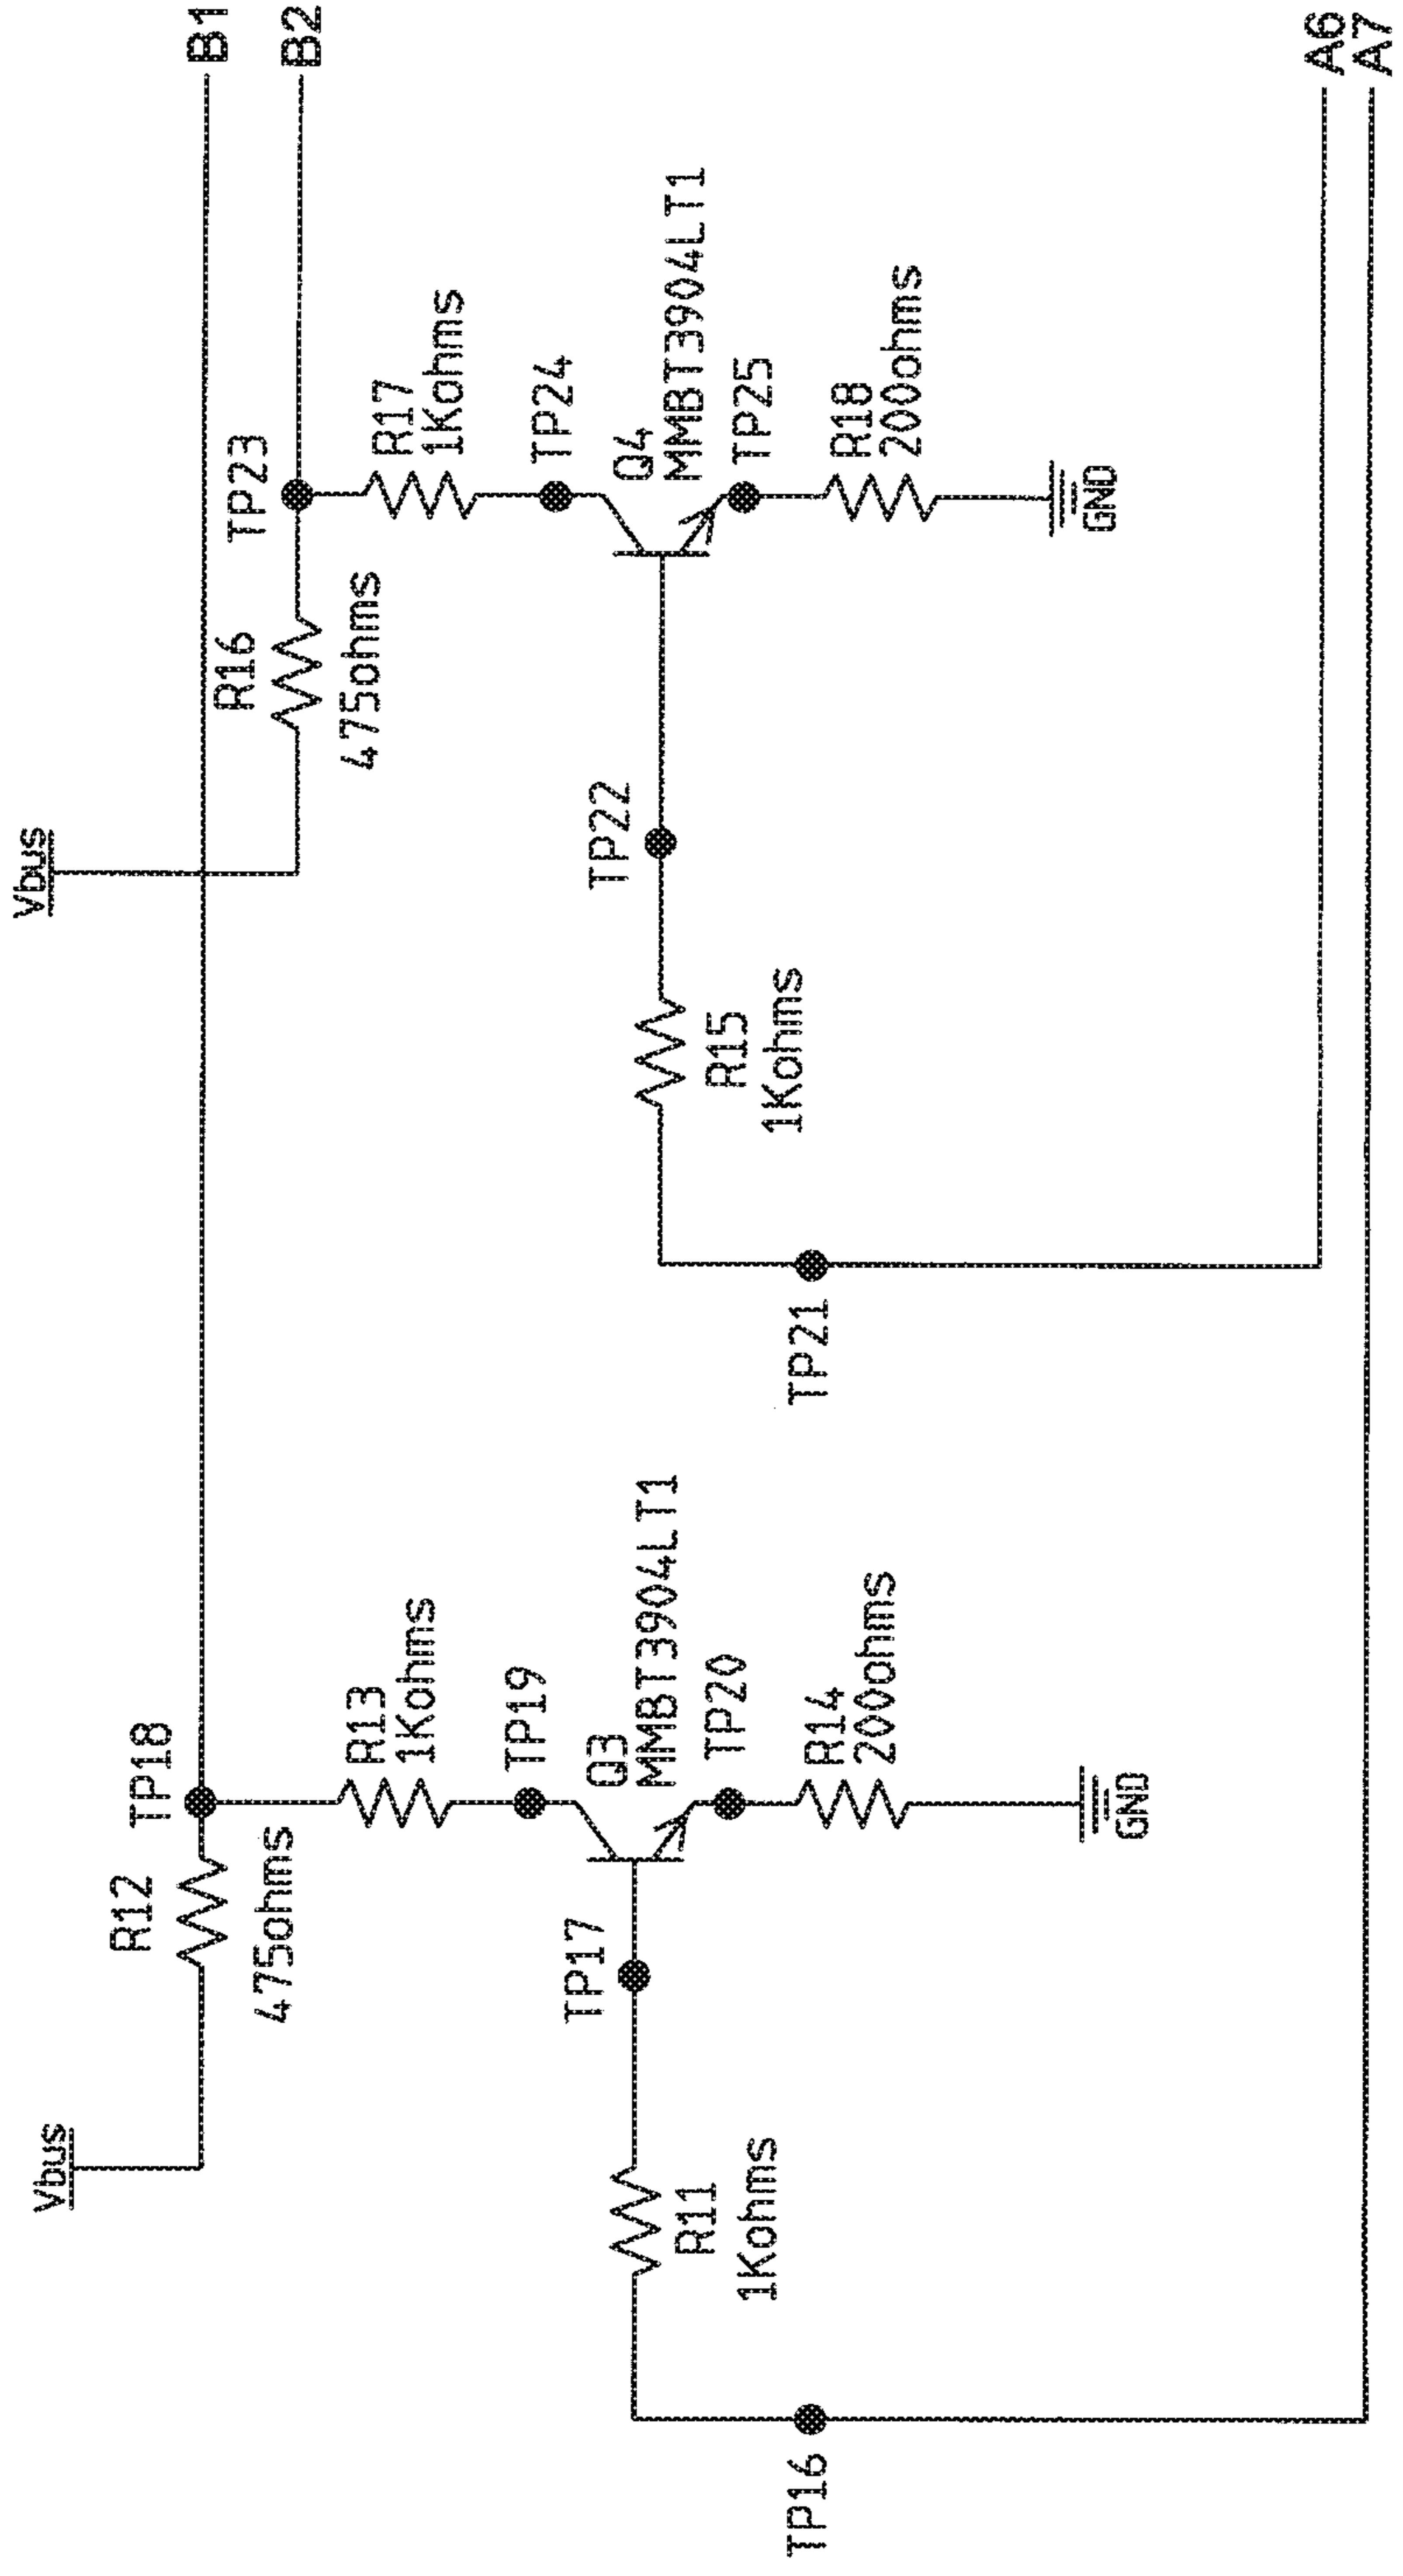 Vbus
R12
475ohms
TP18
R13
1Kohms
TP19
Q3
MMBT3904LT1
TP17
TP20
R14
200ohms
GND
R11
1Kohms
TP16
Vbus
R16
475ohms
TP23
R17
1Kohms
TP24
Q4
MMBT3904LT1
TP22
TP25
R18
200ohms
GND
R15
1Kohms
TP21
B1
B2
A6
A7